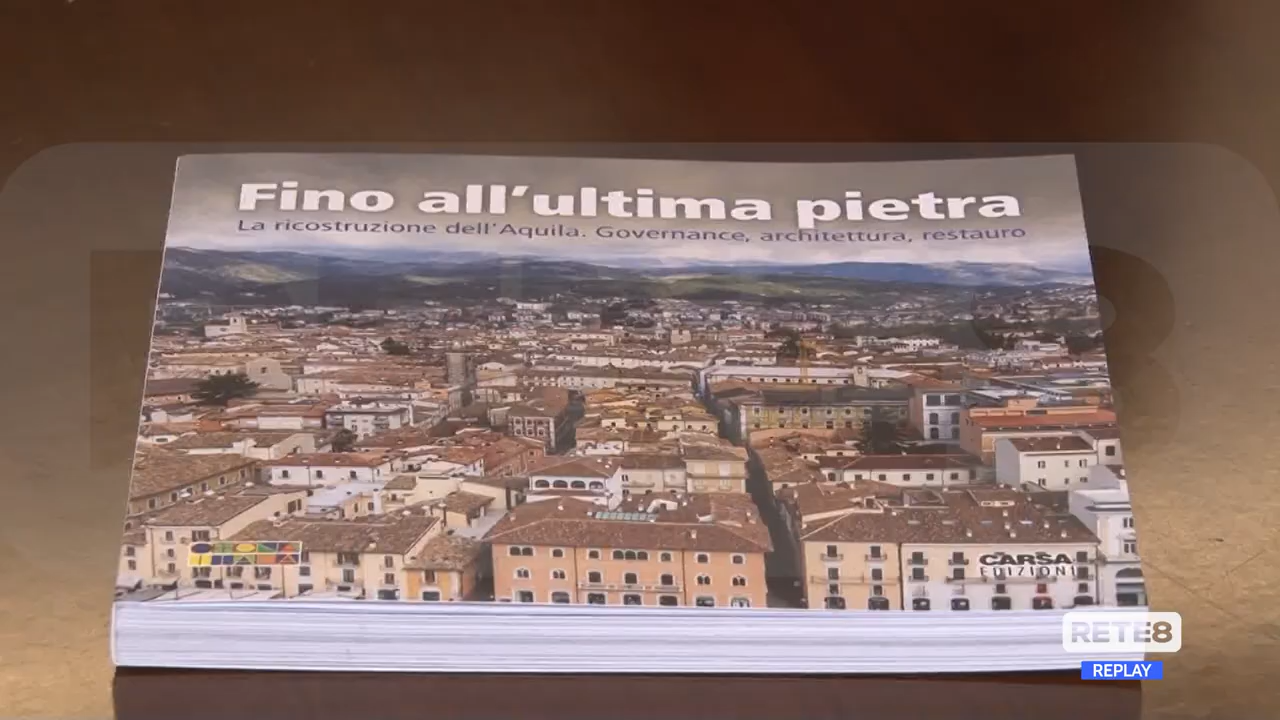 Fino all'ultima pietra
La ricostruzione dell'Aquila. Governance, architettura, restauro
CARSA
EDIZIONI
RETE8
REPLAY